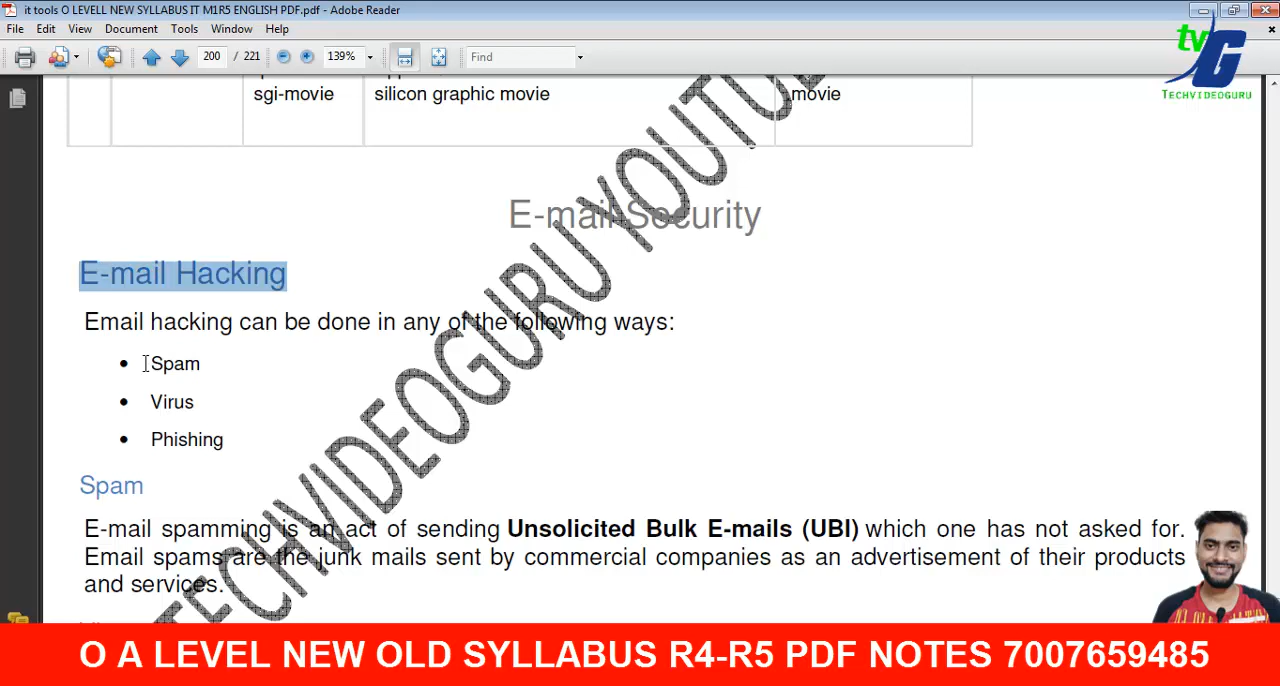 it tools O LEVELL NEW SYLLABUS IT M1R5 ENGLISH PDF.pdf - Adobe Reader
File Edit View Document Tools Window Help
200 / 221 139% Find
tvG
TECHVIDEOGURU
sgi-movie silicon graphic movie movie
E-mail Security
E-mail Hacking
Email hacking can be done in any of the following ways:
• Spam
• Virus
• Phishing
Spam
E-mail spamming is an act of sending Unsolicited Bulk E-mails (UBI) which one has not asked for.
Email spams are the junk mails sent by commercial companies as an advertisement of their products
and services.
TECHVIDEOGURU YOUTUBE
O A LEVEL NEW OLD SYLLABUS R4-R5 PDF NOTES 7007659485